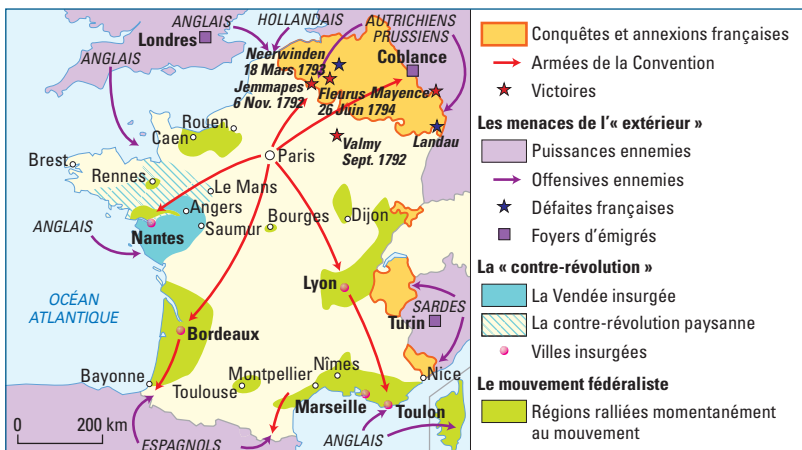 ANGLAIS
HOLLANDAIS
AUTRICHIENS
PRUSSIENS
Londres
Coblance
ANGLAIS
Neerwinden
18 Mars 1793
Jemmapes
6 Nov. 1792
Fleurus
26 Juin 1794
Mayence
Landau
Valmy
Sept. 1792
Rouen
Caen
Paris
Brest
Rennes
Le Mans
Angers
Saumur
Nantes
ANGLAIS
Bourges
Dijon
OCÉAN
ATLANTIQUE
Lyon
SARDES
Turin
Bordeaux
Bayonne
Toulouse
Montpellier
Nîmes
Nice
Marseille
Toulon
ANGLAIS
ESPAGNOLS
0 200 km
Conquêtes et annexions françaises
Armées de la Convention
Victoires
Les menaces de l'« extérieur »
Puissances ennemies
Offensives ennemies
Défaites françaises
Foyers d'émigrés
La « contre-révolution »
La Vendée insurgée
La contre-révolution paysanne
Villes insurgées
Le mouvement fédéraliste
Régions ralliées momentanément
au mouvement